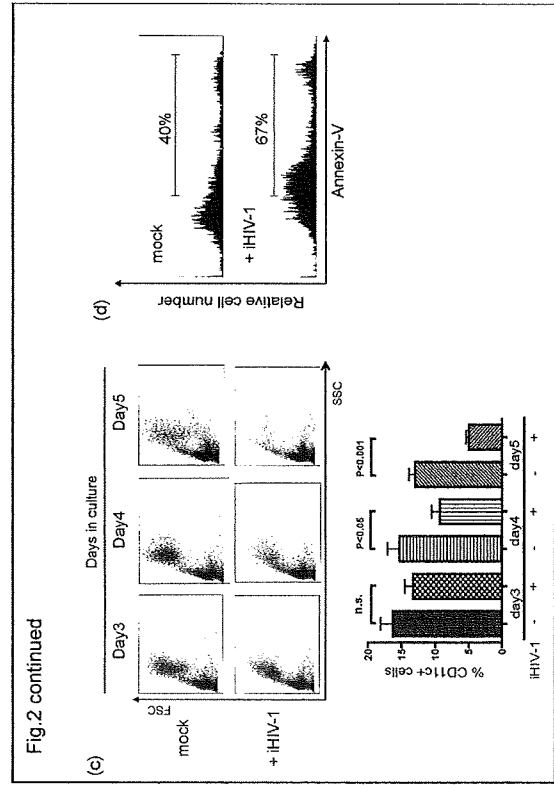 Fig.2 continued
(c)
Days in culture
Day3
Day4
Day5
FSC
mock
+ iHIV-1
SSC
% CD11c+ cells
20
15
10
5
0
n.s.
P<0.05
P<0.001
- + - + - +
iHIV-1
day3 day4 day5
(d)
Relative cell number
mock
40%
+ iHIV-1
67%
Annexin-V